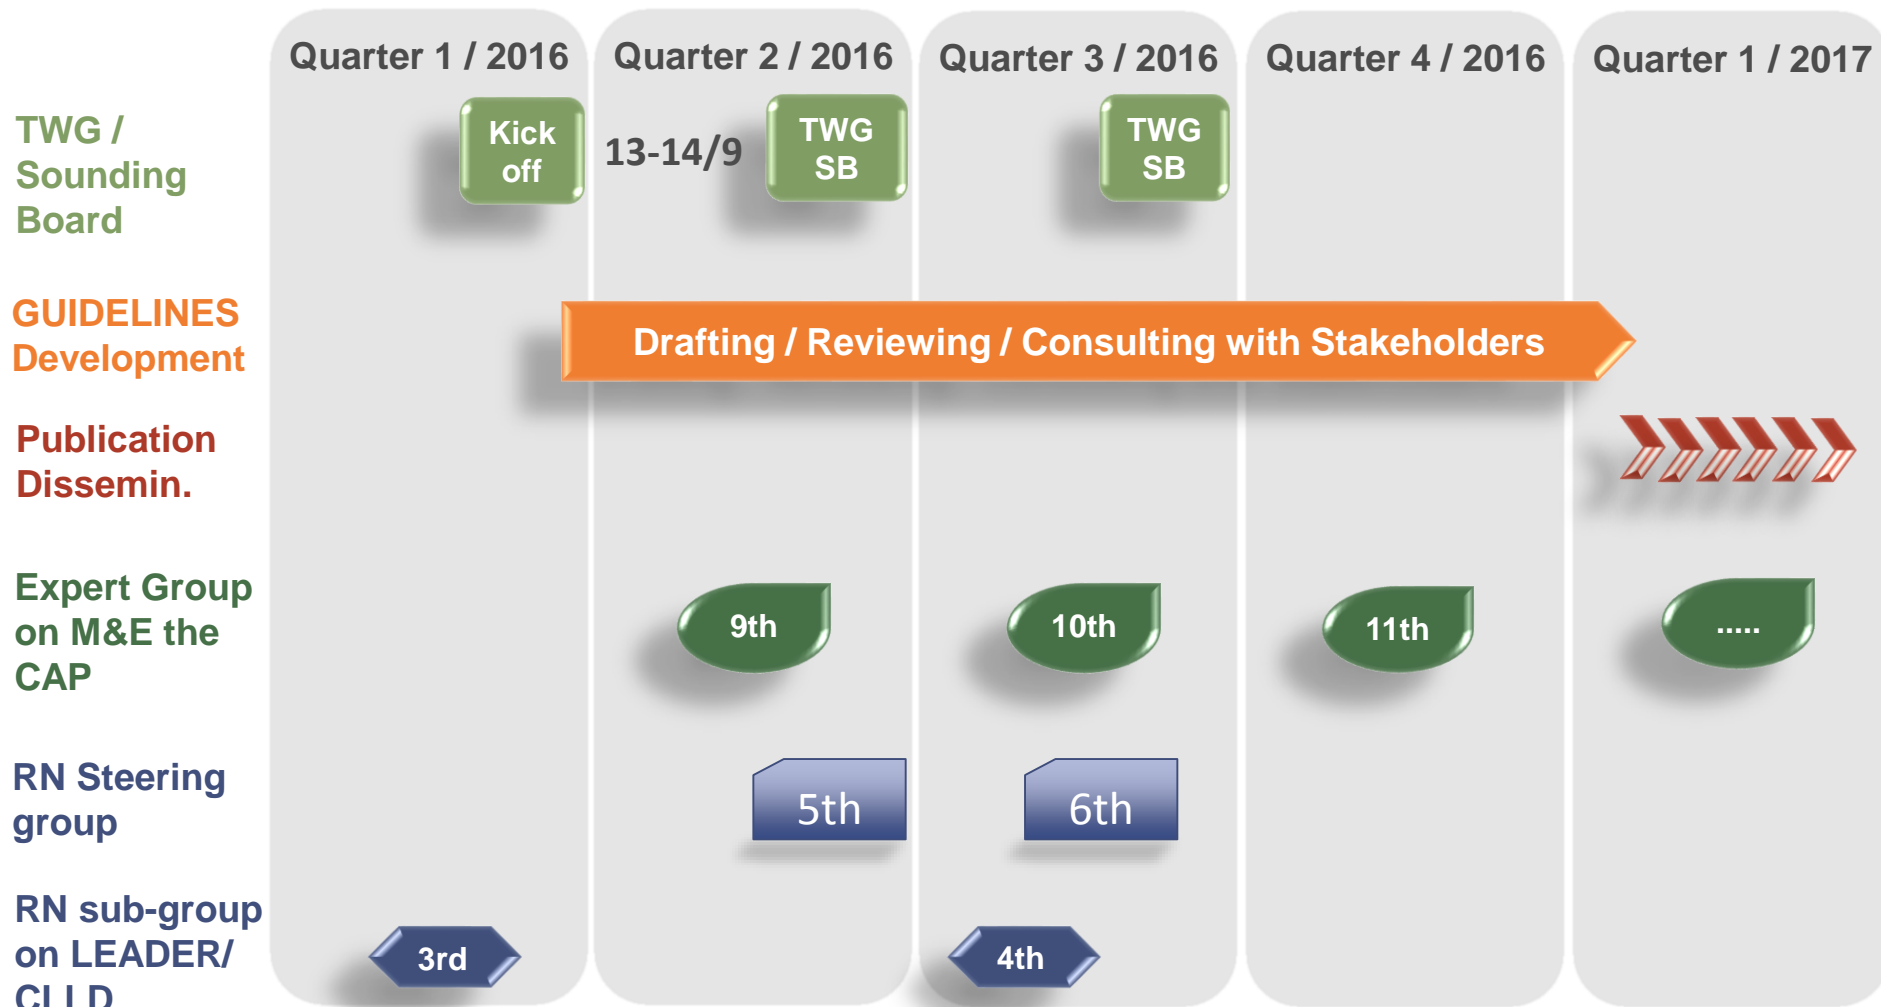 Quarter 1 / 2016
Quarter 2 / 2016
Quarter 3 / 2016
Quarter 4 / 2016
Quarter 1 / 2017
TWG /
Sounding
Board
Kick
off
13-14/9
TWG
SB
TWG
SB
GUIDELINES
Development
Drafting / Reviewing / Consulting with Stakeholders
Publication
Dissemin.
Expert Group
on M&E the
CAP
9th
10th
11th
.....
RN Steering
group
5th
6th
RN sub-group
on LEADER/
CLLD
3rd
4th